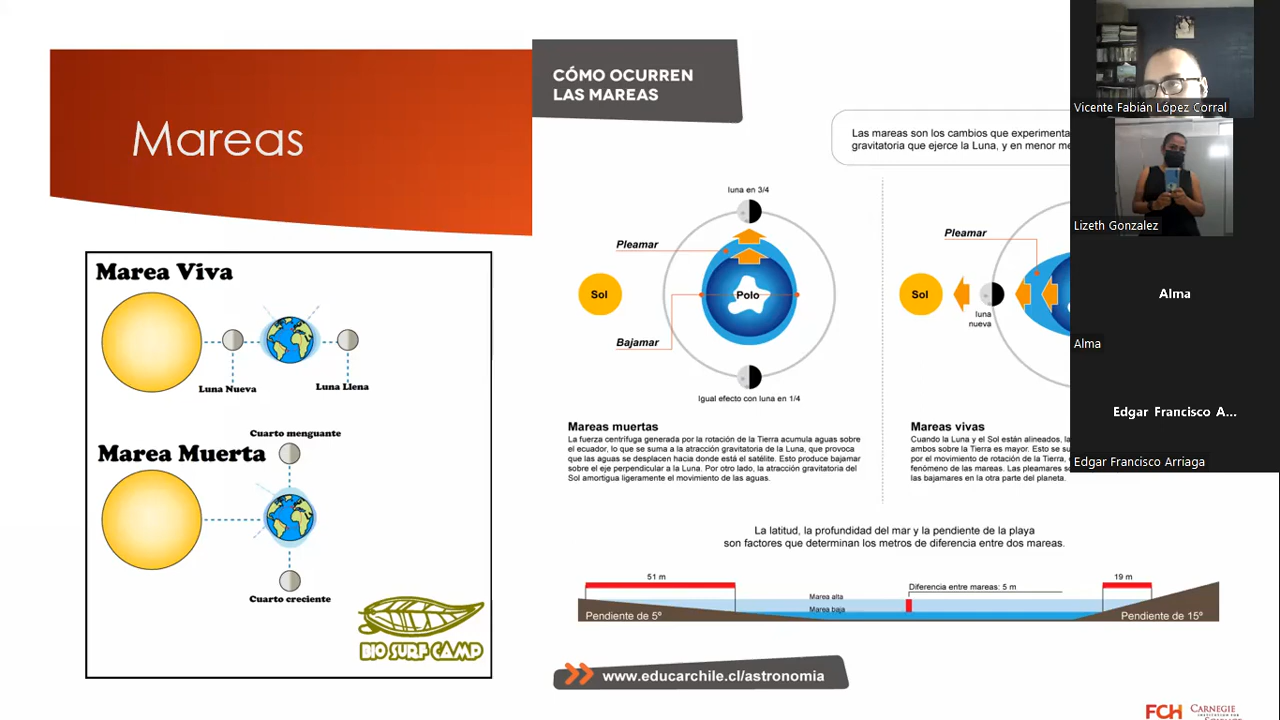 Mareas
Marea Viva
Luna Nueva
Luna Llena
Cuarto menguante
Marea Muerta
Cuarto creciente
BIO SURF CAMP
CÓMO OCURREN
LAS MAREAS
Las mareas son los cambios que experimenta
gravitatoria que ejerce la Luna, y en menor me
luna en 3/4
Pleamar
Sol
Polo
Bajamar
Igual efecto con luna en 1/4
Pleamar
Sol
luna
nueva
Mareas muertas
La fuerza centrífuga generada por la rotación de la Tierra acumula aguas sobre
el ecuador, lo que se suma a la atracción gravitatoria de la Luna, que provoca
que las aguas se desplacen hacia donde está el satélite. Esto produce bajamar
sobre el eje perpendicular a la Luna. Por otro lado, la atracción gravitatoria del
Sol amortigua ligeramente el movimiento de las aguas.
Mareas vivas
Cuando la Luna y el Sol están alineados, la
ambos sobre la Tierra es mayor. Esto se su
por el movimiento de rotación de la Tierra,
fenómeno de las mareas. Las pleamares so
las bajamares en la otra parte del planeta.
La latitud, la profundidad del mar y la pendiente de la playa
son factores que determinan los metros de diferencia entre dos mareas.
51 m
Marea alta
Marea baja
Diferencia entre mareas: 5 m
19 m
Pendiente de 5º
Pendiente de 15º
www.educarchile.cl/astronomia
FCH
CARNEGIE
Vicente Fabián López Corral
Lizeth Gonzalez
Alma
Alma
Edgar Francisco A...
Edgar Francisco Arriaga